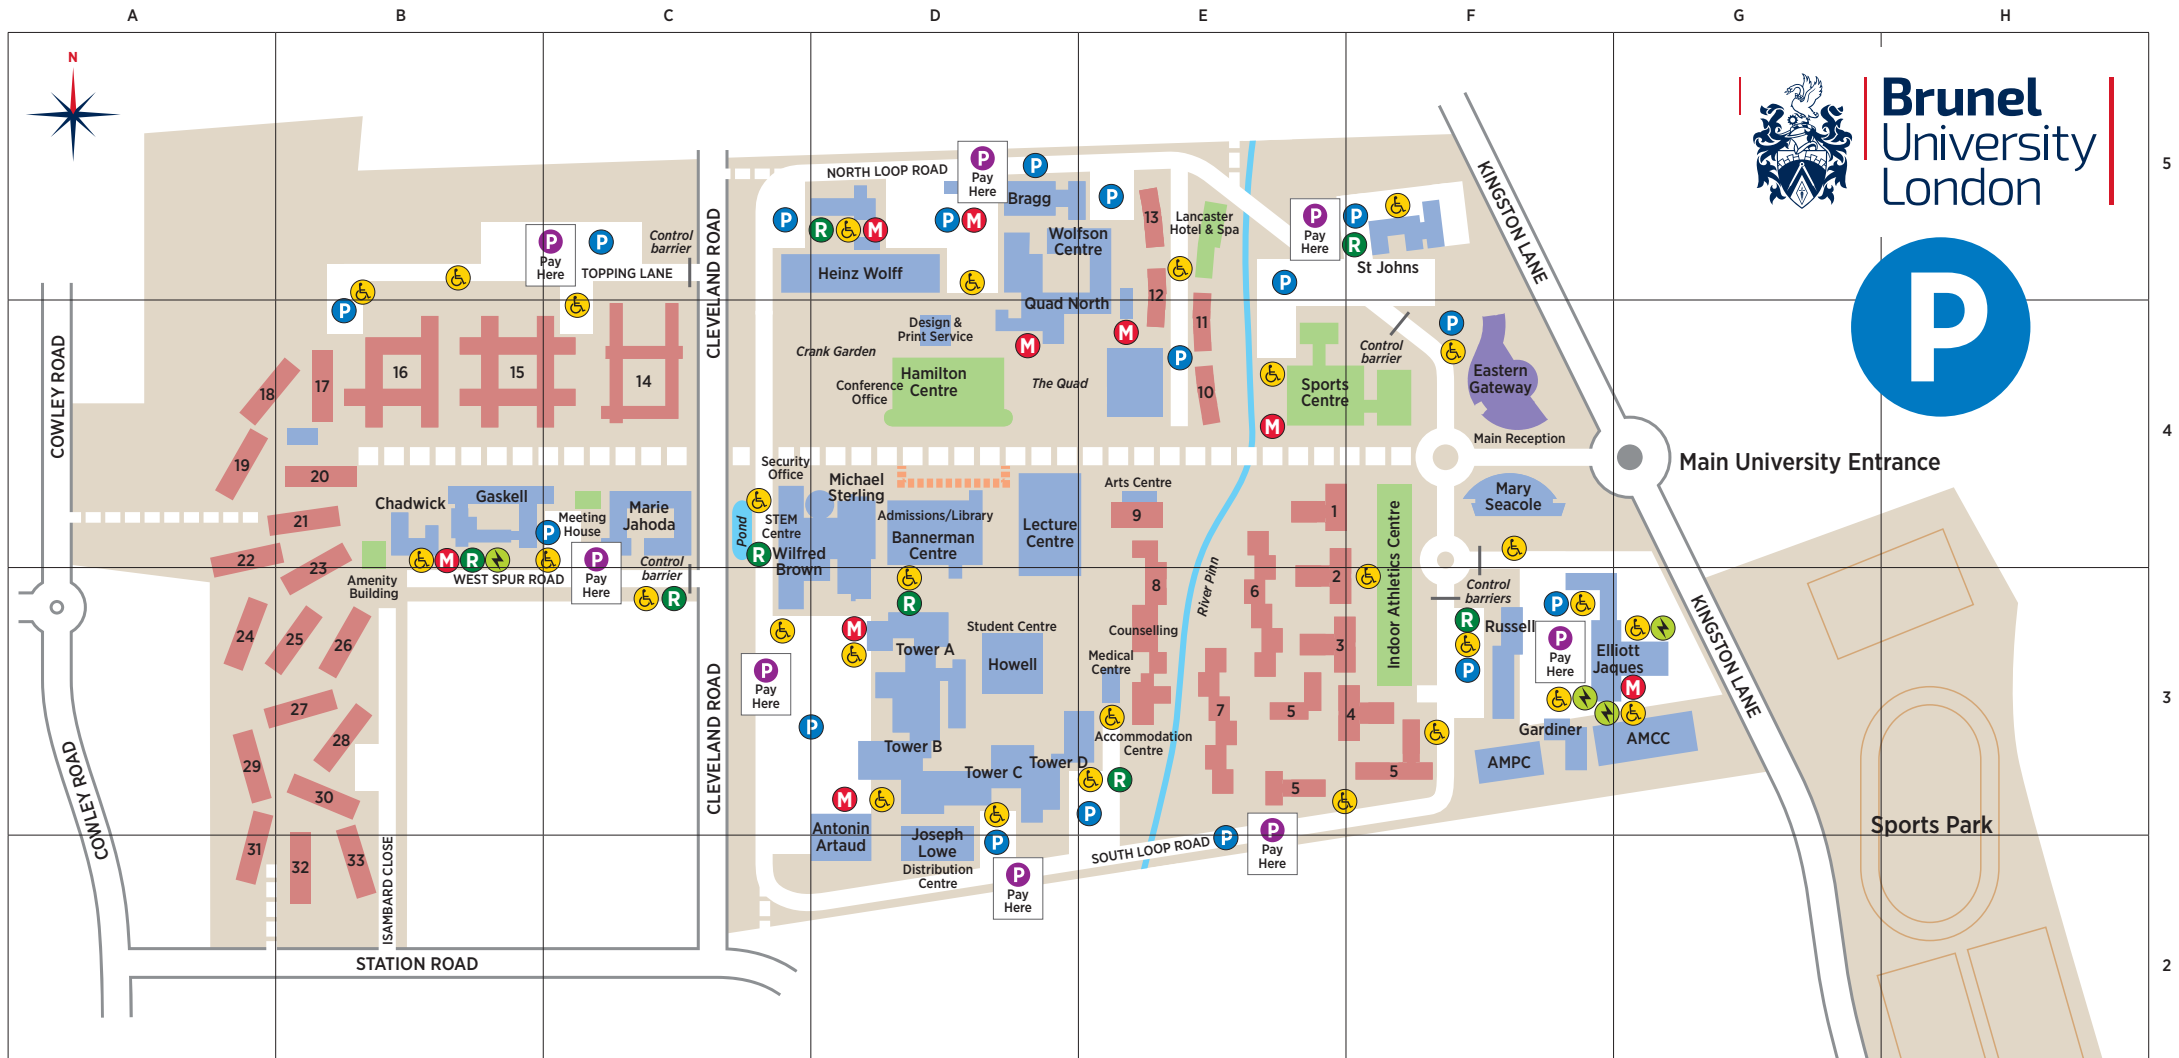 A B C D E F G H
N
5
4
3
2
Brunel
University
London
P
NORTH LOOP ROAD
P
Pay
Here
P
Bragg
P
Wolfson
Centre
13
Lancaster
Hotel & Spa
P
Pay
Here
P
R
St Johns
KINGSTON LANE
P
R
M
P
M
Heinz Wolff
Quad North
12
P
Control
barrier
P
Pay
Here
P
TOPPING LANE
CLEVELAND ROAD
P
COWLEY ROAD
18
17
16
15
14
19
20
Crank Garden
Design &
Print Service
M
Conference
Office
Hamilton
Centre
The Quad
M
P
11
10
M
Sports
Centre
Control
barrier
P
Eastern
Gateway
Main Reception
Main University Entrance
Security
Office
Michael
Sterling
Arts Centre
9
1
Mary
Seacole
Chadwick
Gaskell
Meeting
House
Marie
Jahoda
21
22
23
Amenity
Building
M
R
P
WEST SPUR ROAD
P
Pay
Here
Control
barrier
R
Pond
STEM
Centre
R
Wilfred
Brown
Admissions/Library
Bannerman
Centre
Lecture
Centre
R
8
River Pinn
6
2
3
Indoor Athletics Centre
Control
barriers
R
P
Russell
P
P
Pay
Here
Elliott
Jaques
M
KINGSTON LANE
24
25
26
27
28
29
30
31
32
33
CLEVELAND ROAD
P
Pay
Here
P
M
Tower A
Student Centre
Howell
Counselling
Medical
Centre
Accommodation
Centre
7
5
4
5
5
Gardiner
AMPC
AMCC
Tower B
Tower C
Tower D
R
P
M
Antonin
Artaud
Joseph
Lowe
Distribution
Centre
P
P
Pay
Here
SOUTH LOOP ROAD
P
P
Pay
Here
Sports Park
COWLEY ROAD
ISAMBARD CLOSE
STATION ROAD